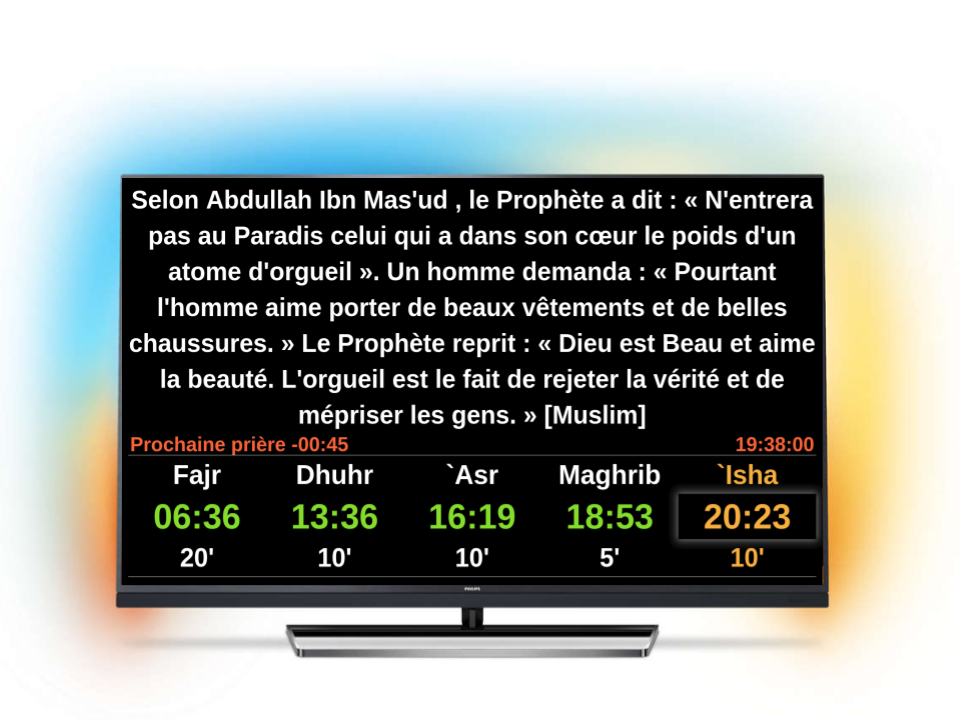 Selon Abdullah Ibn Mas'ud , le Prophète a dit : « N'entrera
pas au Paradis celui qui a dans son cœur le poids d'un
atome d'orgueil ». Un homme demanda : « Pourtant
l'homme aime porter de beaux vêtements et de belles
chaussures. » Le Prophète reprit : « Dieu est Beau et aime
la beauté. L'orgueil est le fait de rejeter la vérité et de
mépriser les gens. » [Muslim]
Prochaine prière -00:45 19:38:00
Fajr Dhuhr `Asr Maghrib `Isha
06:36 13:36 16:19 18:53 20:23
20' 10' 10' 5' 10'
PHILIPS